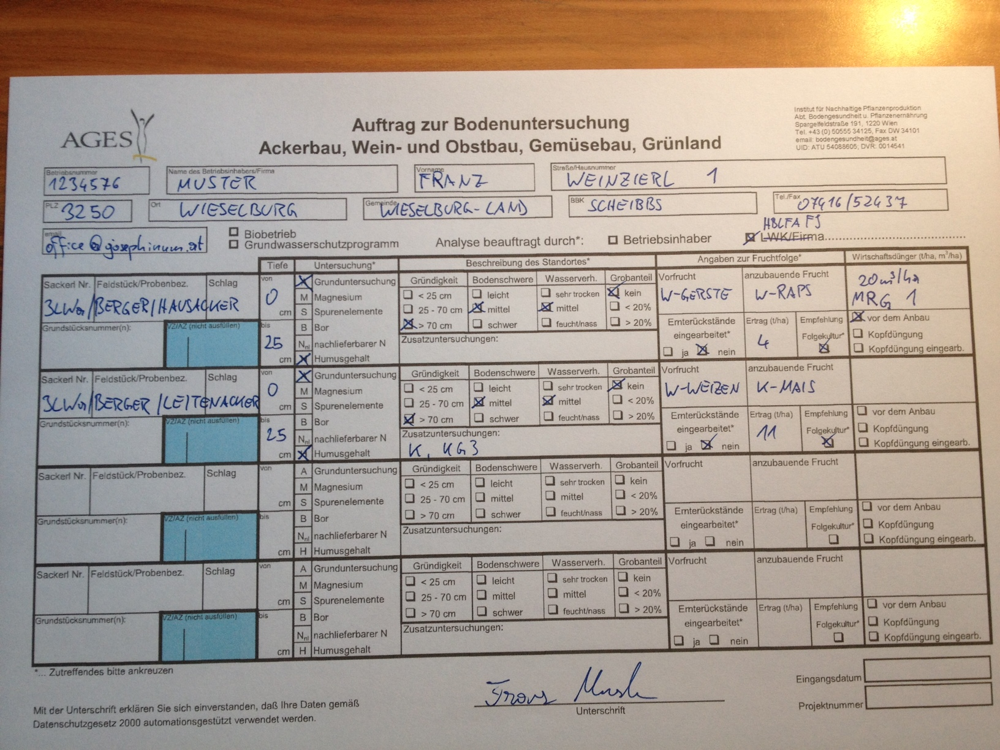 AGES
Auftrag zur Bodenuntersuchung
Ackerbau, Wein- und Obstbau, Gemüsebau, Grünland
Institut für Nachhaltige Pflanzenproduktion
Abt. Bodengesundheit u. Pflanzenernährung
Spargelfeldstraße 191, 1220 Wien
Tel. +43 (0) 50555 34125, Fax DW 34101
email: bodengesundheit@ages.at
UID: ATU 54088605; DVR: 0014541
Betriebsnummer Name des Betriebsinhabers/Firma Vorname Straße/Hausnummer
1234576 MUSTER FRANZ WEINZIERL 1
PLZ Ort Gemeinde BBK Tel./Fax
3250 WIESELBURG WIESELBURG-LAND SCHEIBBS 07416/52437
HBLFA FJ
email
office@josephinum.at
Biobetrieb
Grundwasserschutzprogramm
Analyse beauftragt durch*: Betriebsinhaber LWK/Firma
Tiefe Untersuchung* Beschreibung des Standortes* Angaben zur Fruchtfolge* Wirtschaftsdünger (t/ha, m³/ha)
Sackerl Nr. Feldstück/Probenbez. Schlag von Grunduntersuchung Gründigkeit Bodenschwere Wasserverh. Grobanteil Vorfrucht anzubauende Frucht 20m³/ha
BERGER/HAUSACKER 0 cm M Magnesium < 25 cm leicht sehr trocken kein W-GERSTE W-RAPS MRG 1
S Spurenelemente 25 - 70 cm mittel mittel < 20%
Grundstücksnummer(n): VZ/AZ (nicht ausfüllen) bis B Bor > 70 cm schwer feucht/nass > 20% Ernterückstände Ertrag (t/ha) Empfehlung vor dem Anbau
25 Nnl nachlieferbarer N Zusatzuntersuchungen: eingearbeitet* 4 Folgekultur* Kopfdüngung
cm Humusgehalt ja nein Kopfdüngung eingearb.
Sackerl Nr. Feldstück/Probenbez. Schlag von Grunduntersuchung Gründigkeit Bodenschwere Wasserverh. Grobanteil Vorfrucht anzubauende Frucht
BERGER/LEITENACKER 0 cm M Magnesium < 25 cm leicht sehr trocken kein W-WEIZEN K-MAIS
S Spurenelemente 25 - 70 cm mittel mittel < 20%
Grundstücksnummer(n): VZ/AZ (nicht ausfüllen) bis B Bor > 70 cm schwer feucht/nass > 20% Ernterückstände Ertrag (t/ha) Empfehlung vor dem Anbau
25 Nnl nachlieferbarer N Zusatzuntersuchungen: eingearbeitet* 11 Folgekultur* Kopfdüngung
cm Humusgehalt K, KG3 ja nein Kopfdüngung eingearb.
Sackerl Nr. Feldstück/Probenbez. Schlag von A Grunduntersuchung Gründigkeit Bodenschwere Wasserverh. Grobanteil Vorfrucht anzubauende Frucht
M Magnesium < 25 cm leicht sehr trocken kein
cm S Spurenelemente 25 - 70 cm mittel mittel < 20%
Grundstücksnummer(n): VZ/AZ (nicht ausfüllen) bis B Bor > 70 cm schwer feucht/nass > 20% Ernterückstände Ertrag (t/ha) Empfehlung vor dem Anbau
Nnl nachlieferbarer N Zusatzuntersuchungen: eingearbeitet* Folgekultur* Kopfdüngung
cm H Humusgehalt ja nein Kopfdüngung eingearb.
Sackerl Nr. Feldstück/Probenbez. Schlag von A Grunduntersuchung Gründigkeit Bodenschwere Wasserverh. Grobanteil Vorfrucht anzubauende Frucht
M Magnesium < 25 cm leicht sehr trocken kein
cm S Spurenelemente 25 - 70 cm mittel mittel < 20%
Grundstücksnummer(n): VZ/AZ (nicht ausfüllen) bis B Bor > 70 cm schwer feucht/nass > 20% Ernterückstände Ertrag (t/ha) Empfehlung vor dem Anbau
Nnl nachlieferbarer N Zusatzuntersuchungen: eingearbeitet* Folgekultur* Kopfdüngung
cm H Humusgehalt ja nein Kopfdüngung eingearb.
*... Zutreffendes bitte ankreuzen
Eingangsdatum
Mit der Unterschrift erklären Sie sich einverstanden, daß Ihre Daten gemäß
Datenschutzgesetz 2000 automationsgestützt verwendet werden.
Unterschrift
Projektnummer